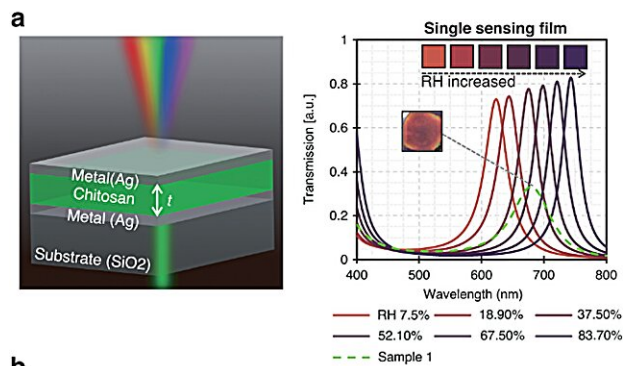 a
Metal(Ag)
Chitosan
t
Metal (Ag)
Substrate (SiO2)
Single sensing film
RH increased
Transmission [a.u.]
1
0.8
0.6
0.4
0.2
0
400 500 600 700 800
Wavelength (nm)
RH 7.5% 18.90% 37.50%
52.10% 67.50% 83.70%
Sample 1